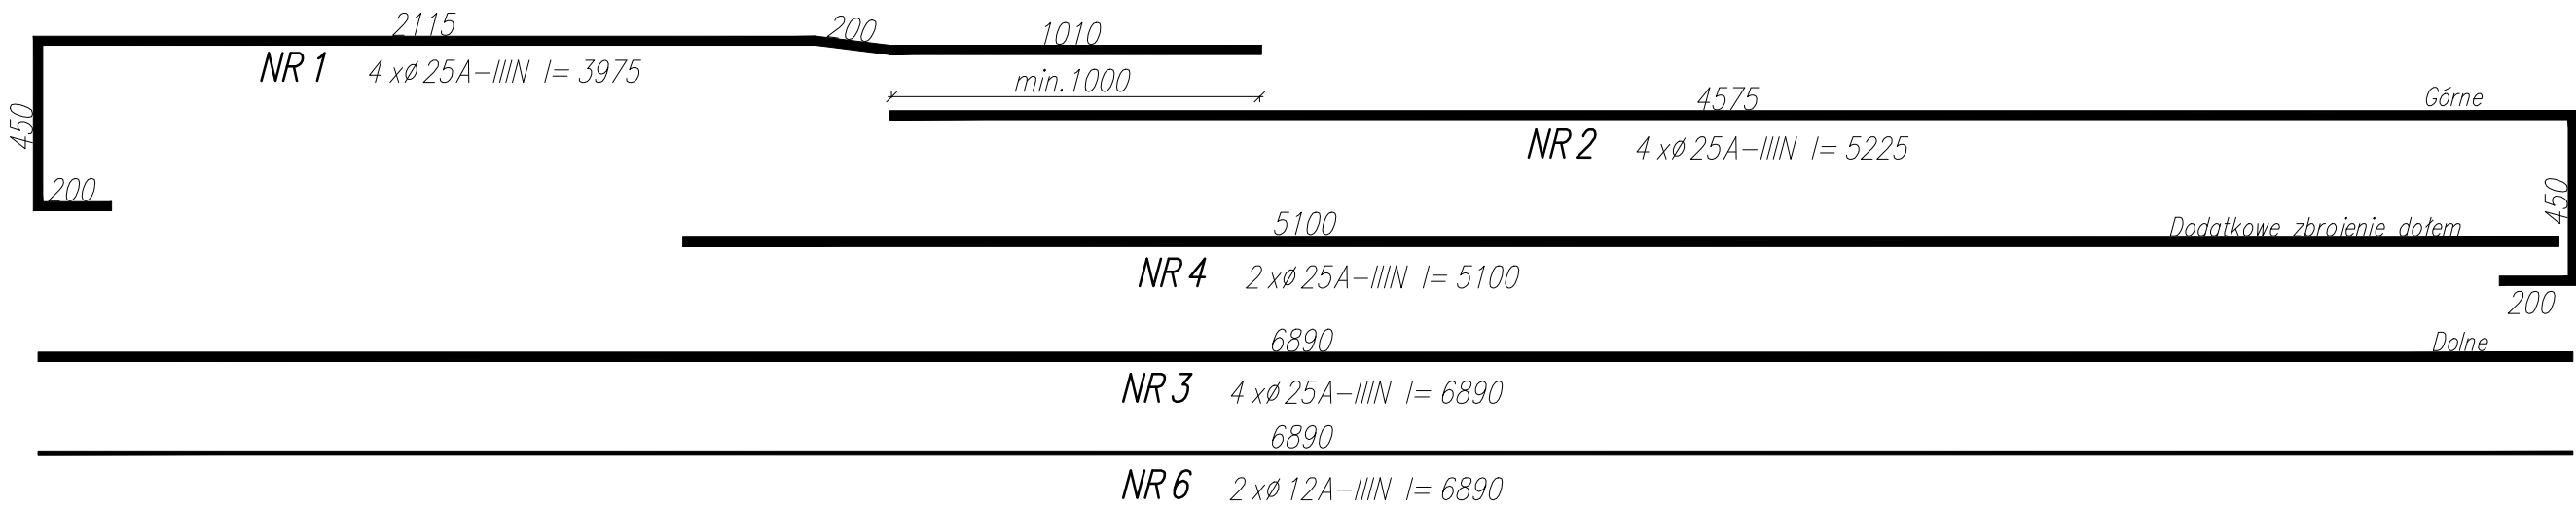 2115
200
1010
NR 1 4 xø 25A-IIIN l= 3975
min.1000
450
200
4575
Górne
NR 2 4 xø 25A-IIIN l= 5225
450
200
5100
Dodatkowe zbrojenie dołem
NR 4 2 xø 25A-IIIN l= 5100
6890
Dolne
NR 3 4 xø 25A-IIIN l= 6890
6890
NR 6 2 xø 12A-IIIN l= 6890